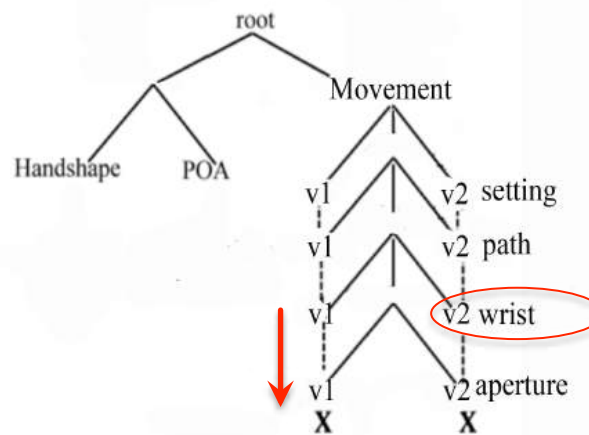 root
Movement
Handshape POA
v1 v2 setting
v1 v2 path
v1 v2 wrist
v1 v2 aperture
X X